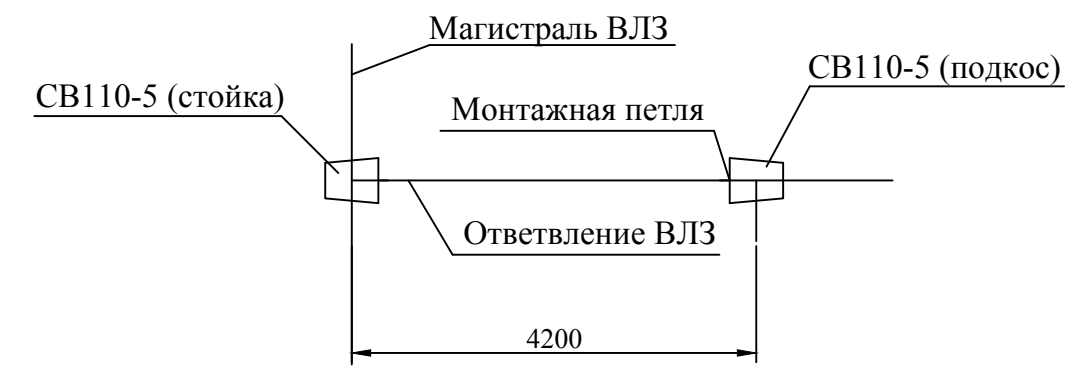 Магистраль ВЛЗ
СВ110-5 (подкос)
СВ110-5 (стойка)
Монтажная петля
Ответвление ВЛЗ
4200